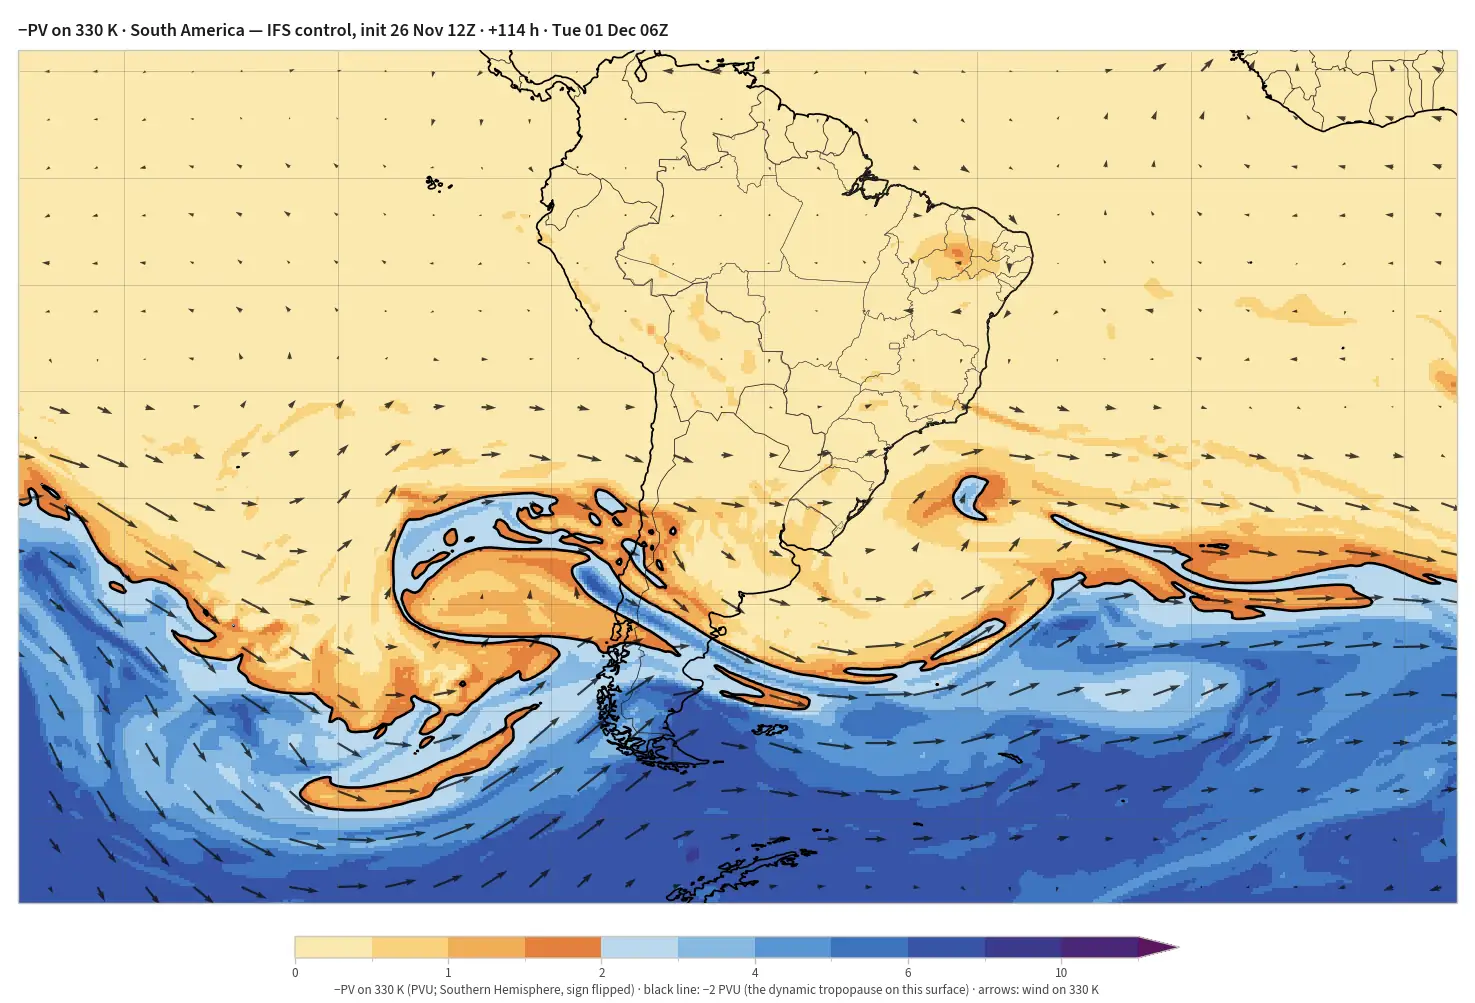 −PV on 330 K · South America — IFS control, init 26 Nov 12Z · +114 h · Tue 01 Dec 06Z
0 1 2 4 6 10
−PV on 330 K (PVU; Southern Hemisphere, sign flipped) · black line: −2 PVU (the dynamic tropopause on this surface) · arrows: wind on 330 K